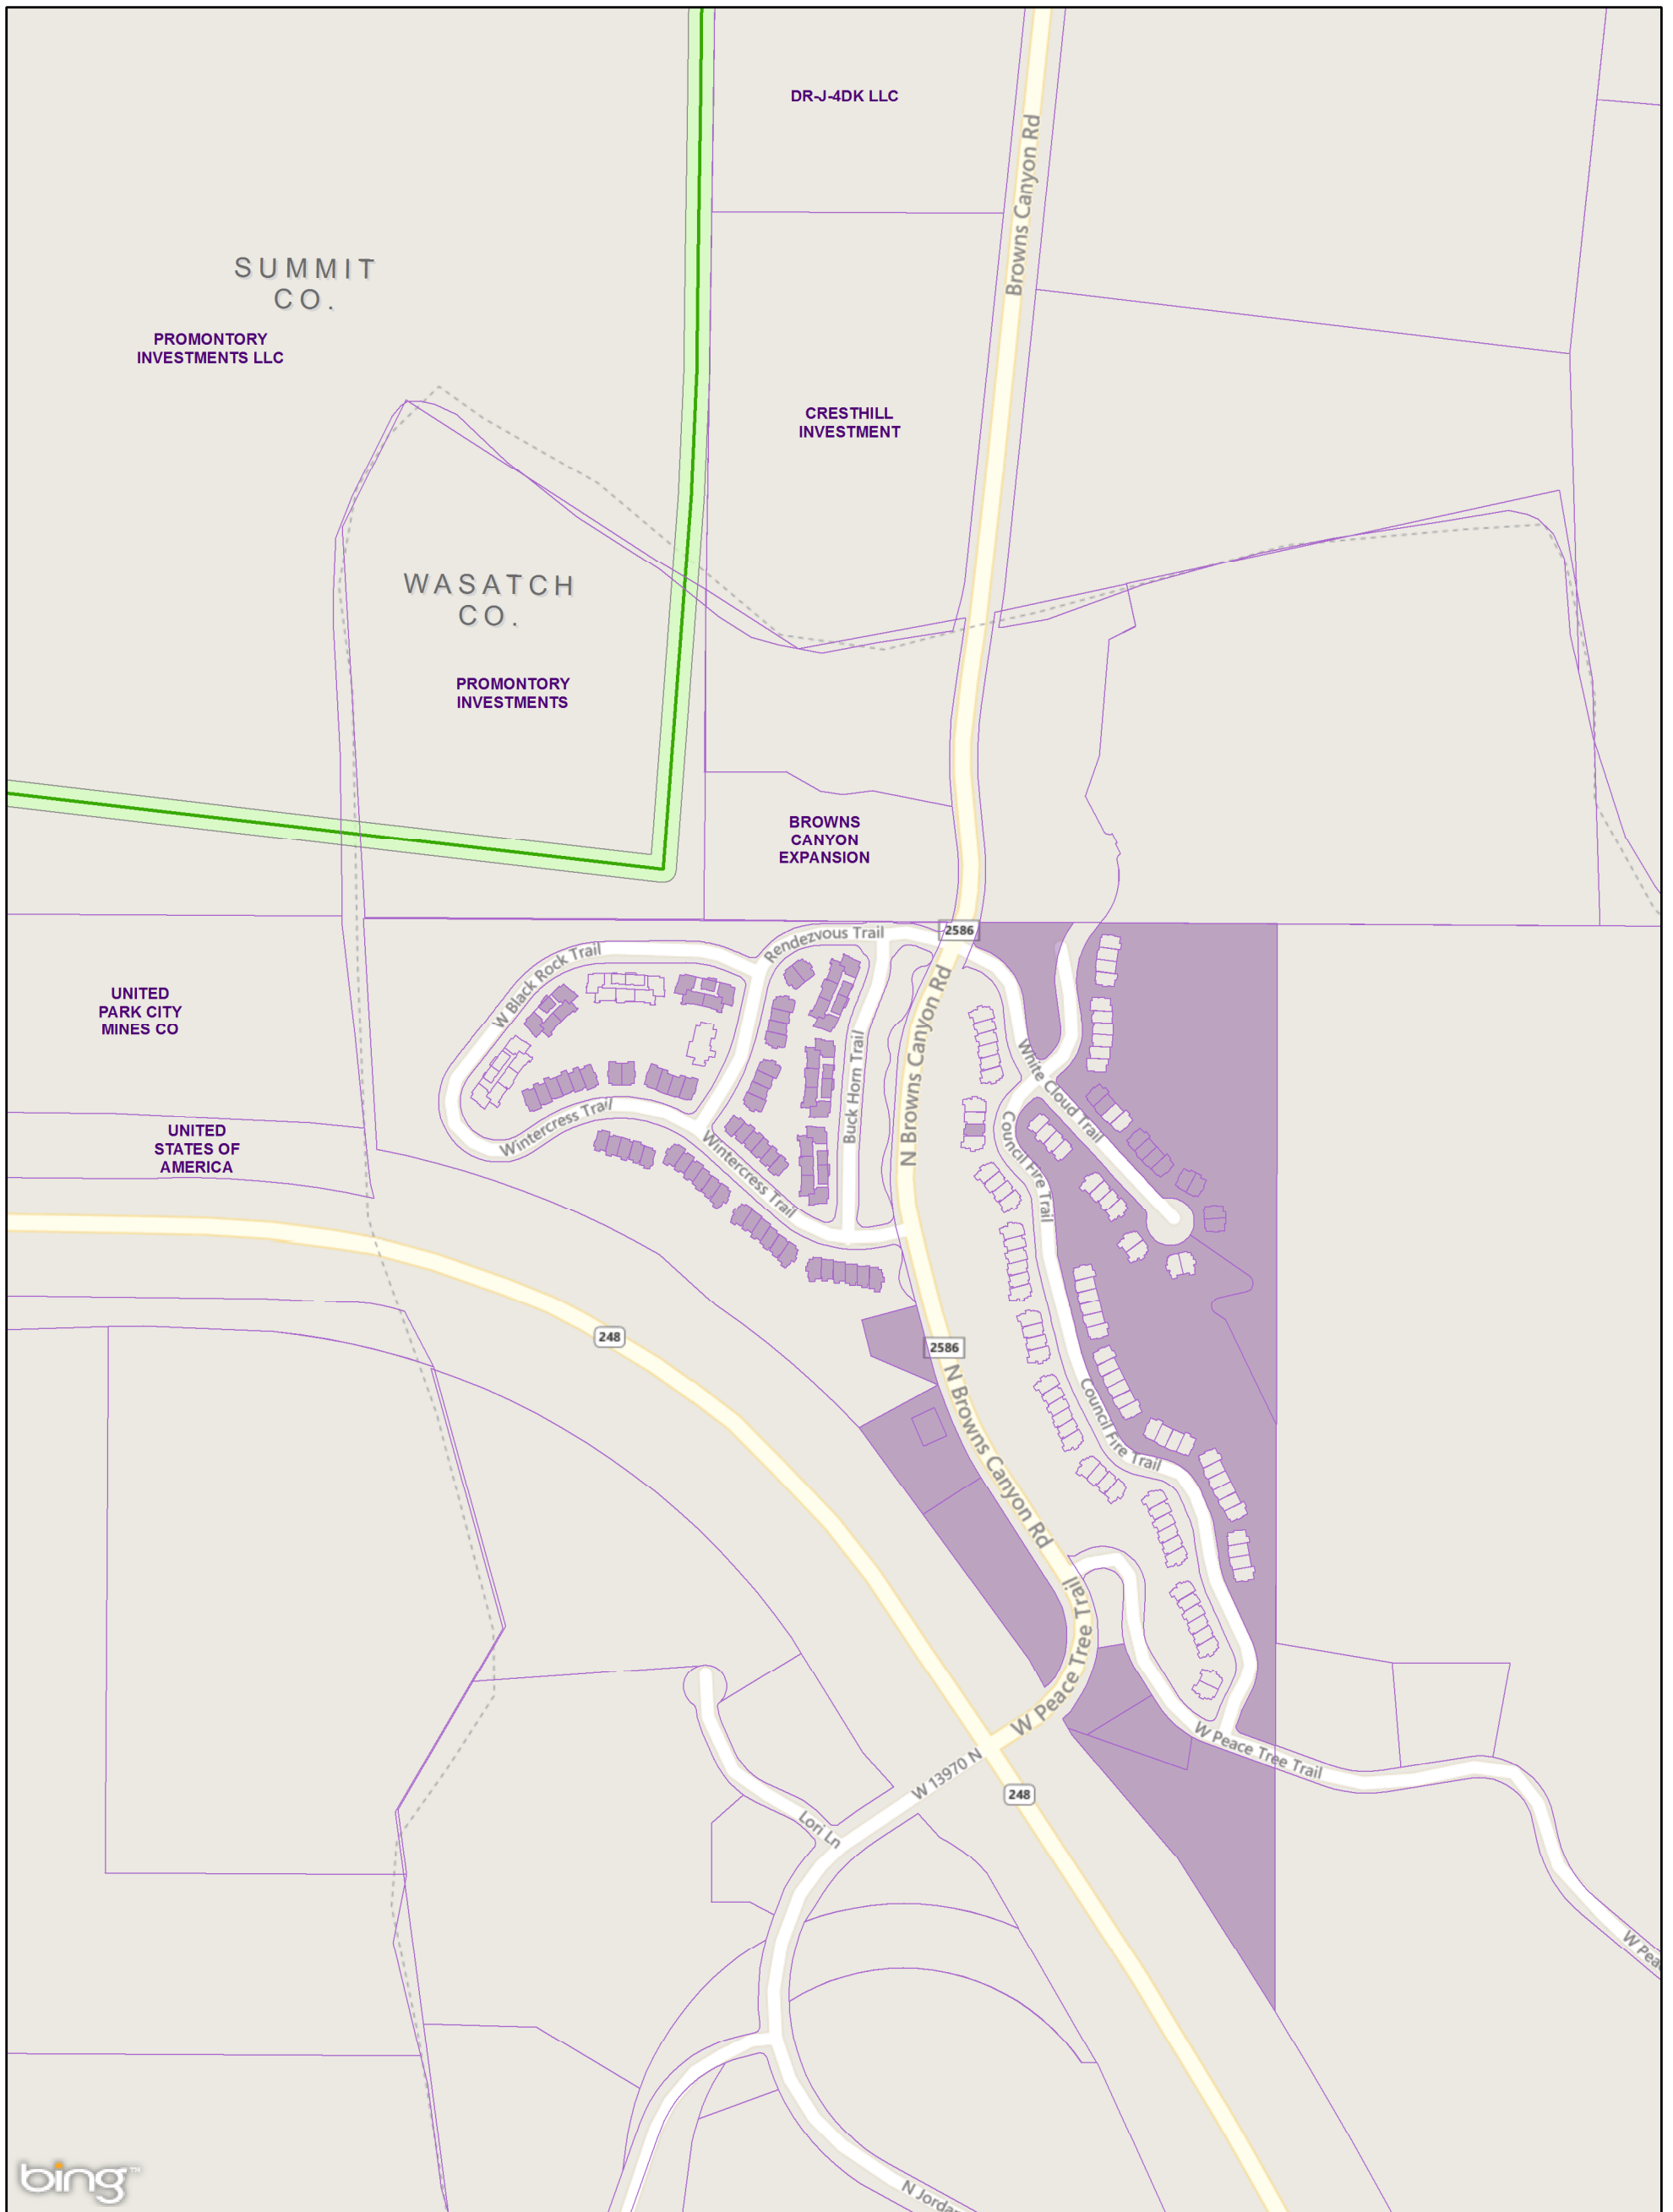 DR-J-4DK LLC
Browns Canyon Rd
SUMMIT
CO.
PROMONTORY
INVESTMENTS LLC
CRESTHILL
INVESTMENT
WASATCH
CO.
PROMONTORY
INVESTMENTS
BROWNS
CANYON
EXPANSION
2586
Rendezvous Trail
W Black Rock Trail
UNITED
PARK CITY
MINES CO
N Browns Canyon Rd
Buck Horn Trail
White Cloud Trail
Council Fire Trail
Wintercress Trail
Wintercress Trail
UNITED
STATES OF
AMERICA
248
2586
N Browns Canyon Rd
Council Fire Trail
W Peace Tree Trail
W Peace Tree Trail
W 13970 N
248
Lori Ln
bing